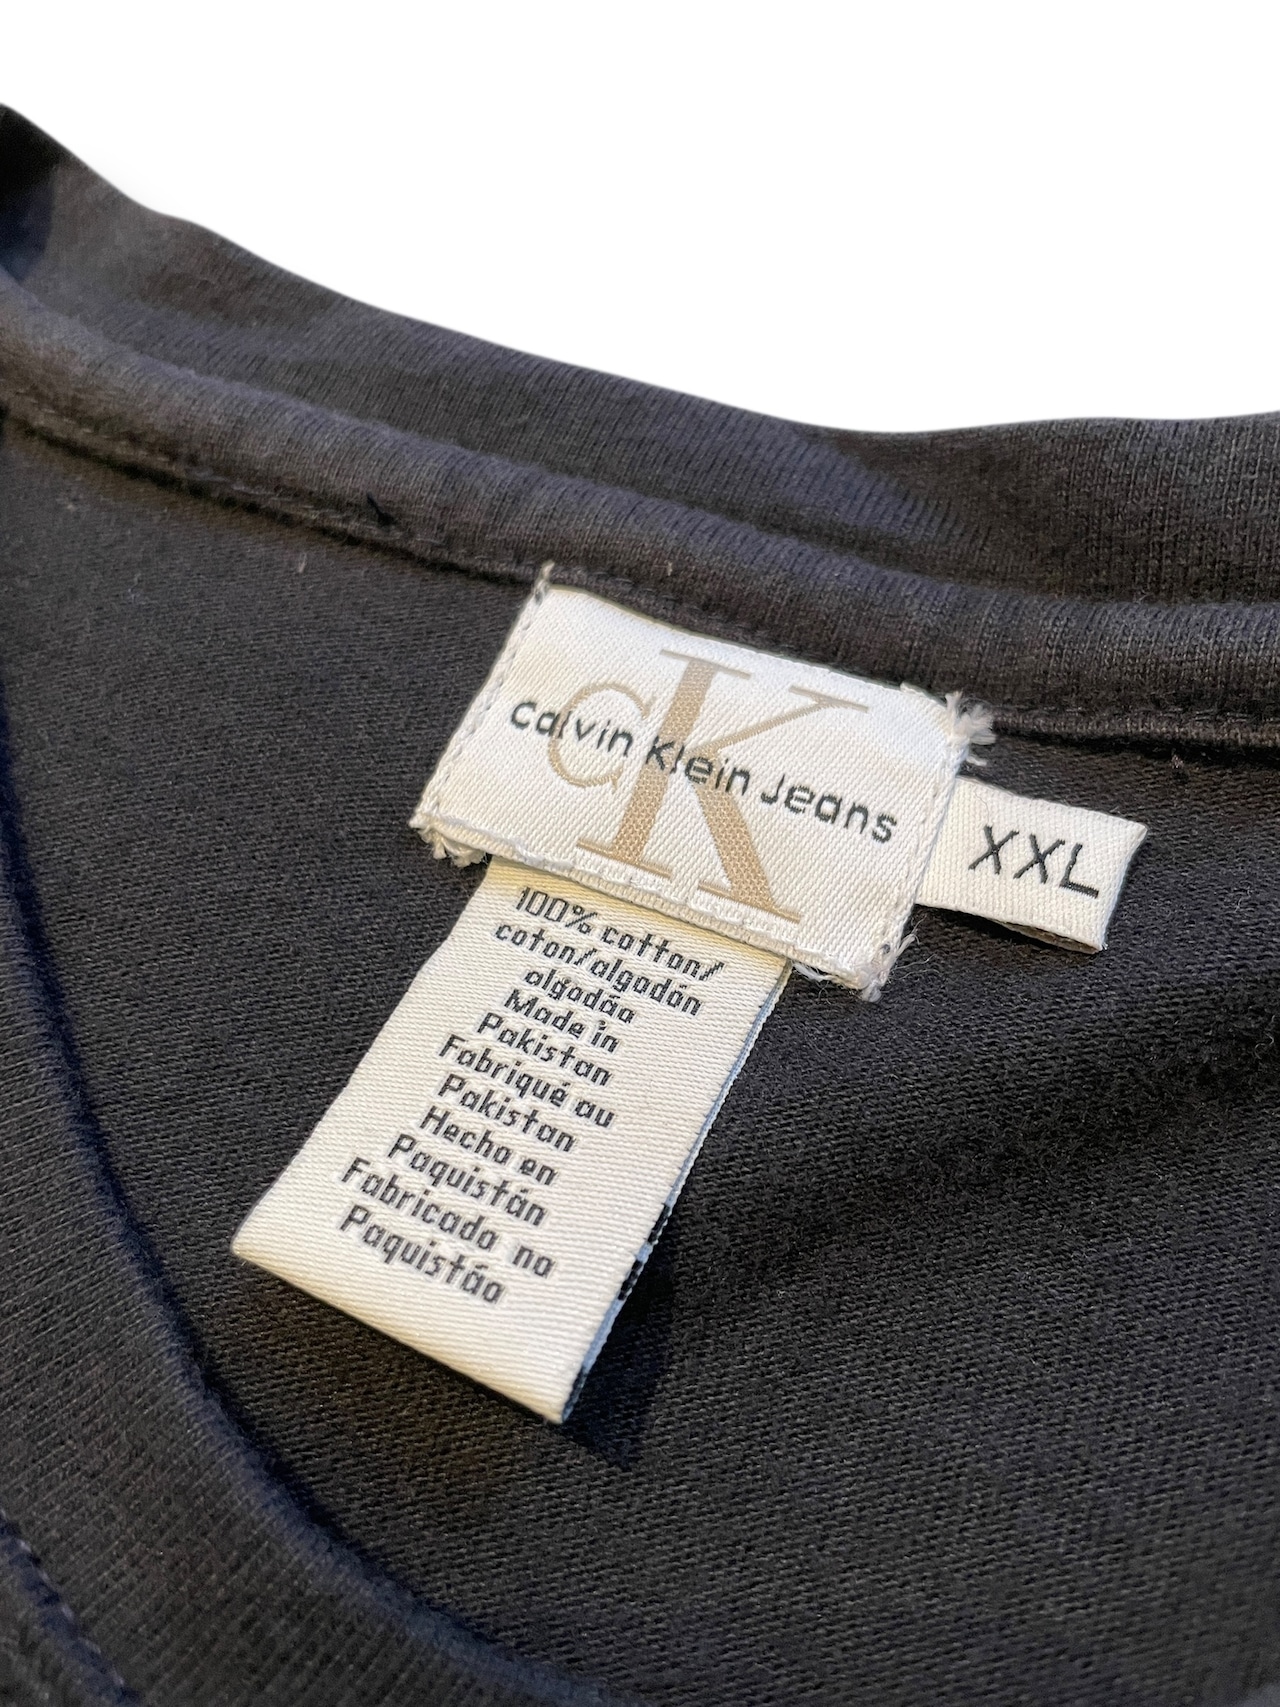 cK
Calvin Klein Jeans
XXL
100% cotton/
coton/algodón
algodão
Made in
Pakistan
Fabriqué au
Pakistan
Hecho en
Paquistán
Fabricado no
Paquistão